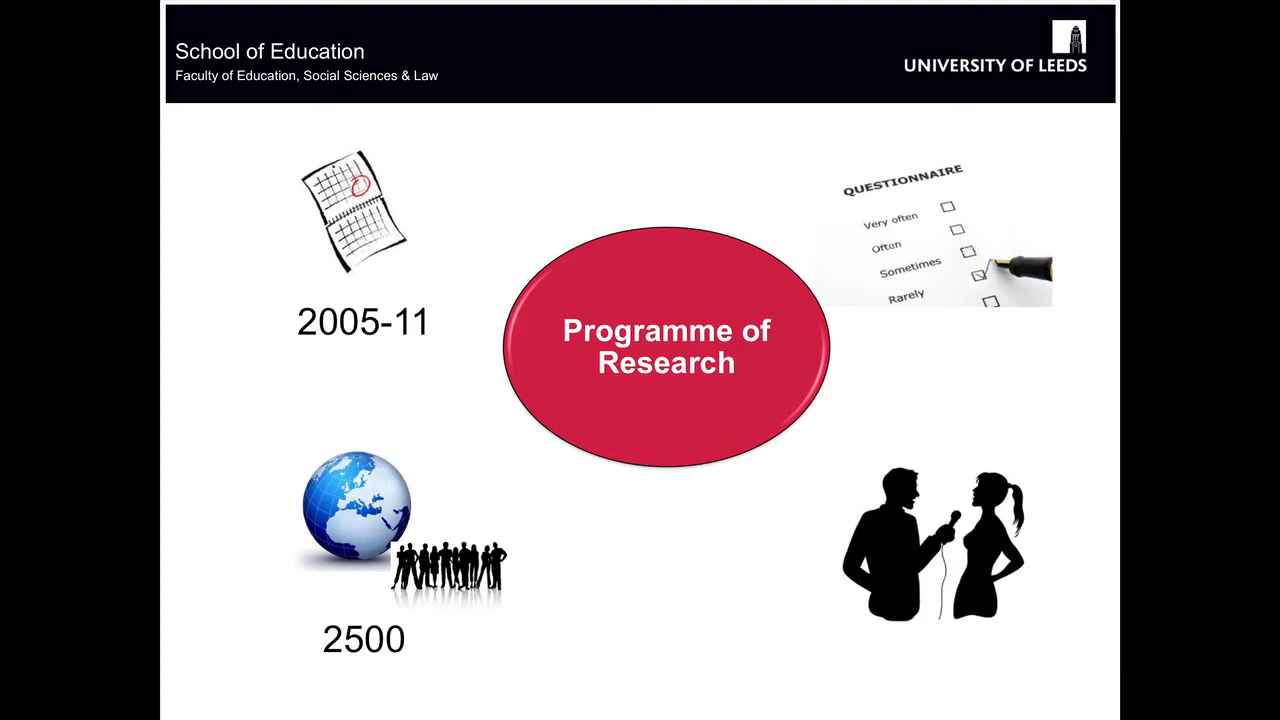 School of Education
Faculty of Education, Social Sciences & Law
UNIVERSITY OF LEEDS
QUESTIONNAIRE
Very often
Often
Sometimes
Rarely
2005-11
Programme of
Research
2500